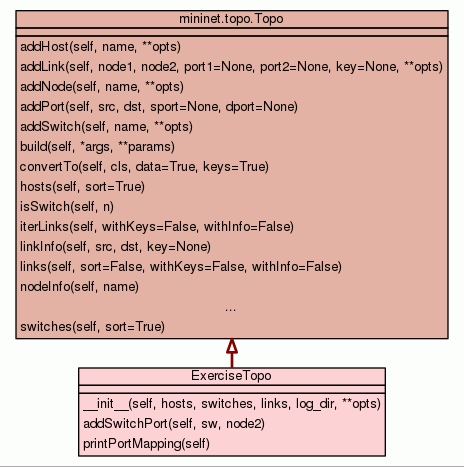 mininet.topo.Topo
addHost(self, name, **opts)
addLink(self, node1, node2, port1=None, port2=None, key=None, **opts)
addNode(self, name, **opts)
addPort(self, src, dst, sport=None, dport=None)
addSwitch(self, name, **opts)
build(self, *args, **params)
convertTo(self, cls, data=True, keys=True)
hosts(self, sort=True)
isSwitch(self, n)
iterLinks(self, withKeys=False, withInfo=False)
linkInfo(self, src, dst, key=None)
links(self, sort=False, withKeys=False, withInfo=False)
nodeInfo(self, name)
...
switches(self, sort=True)
ExerciseTopo
__init__(self, hosts, switches, links, log_dir, **opts)
addSwitchPort(self, sw, node2)
printPortMapping(self)